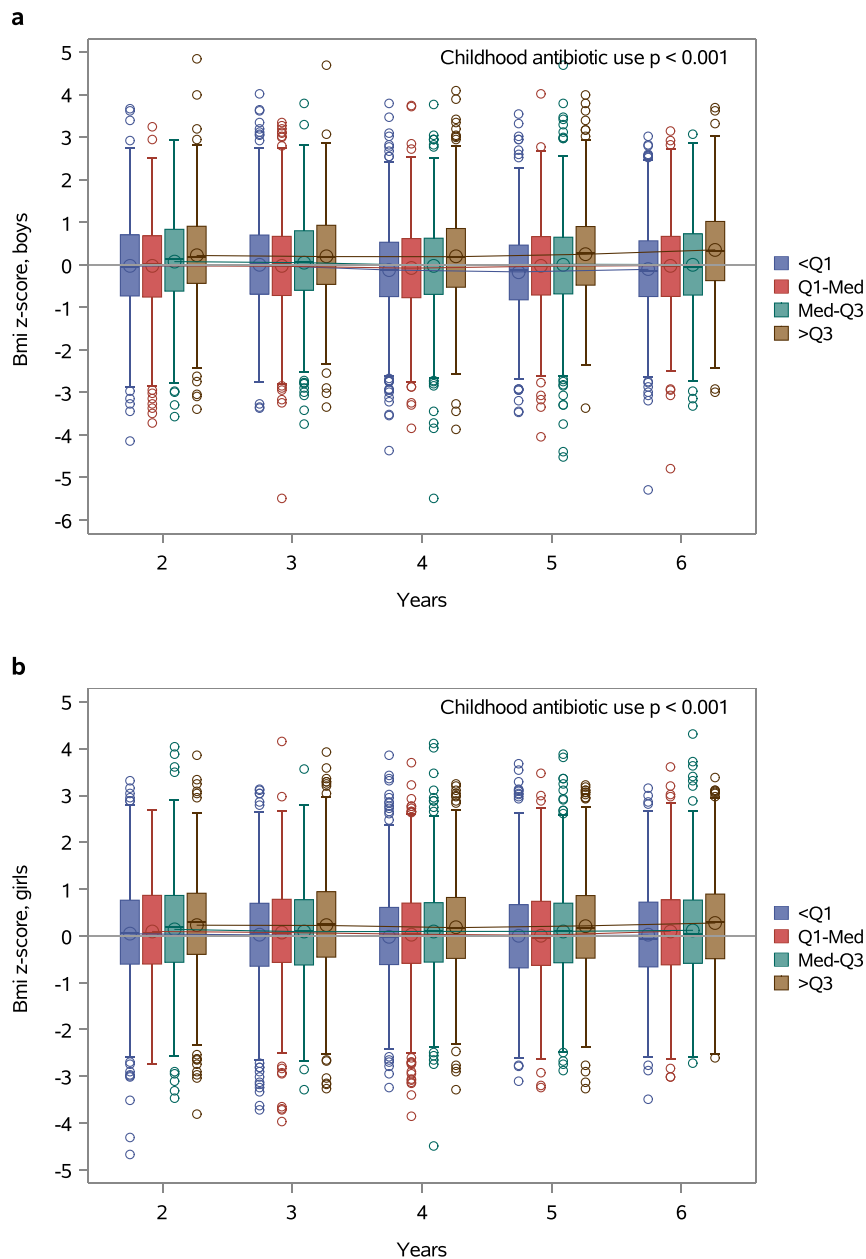 a
Childhood antibiotic use p < 0.001
5
4
3
2
1
0
-1
-2
-3
-4
-5
-6
Bmi z-score, boys
2 3 4 5 6
Years
<Q1
Q1-Med
Med-Q3
>Q3
b
Childhood antibiotic use p < 0.001
5
4
3
2
1
0
-1
-2
-3
-4
-5
Bmi z-score, girls
2 3 4 5 6
Years
<Q1
Q1-Med
Med-Q3
>Q3